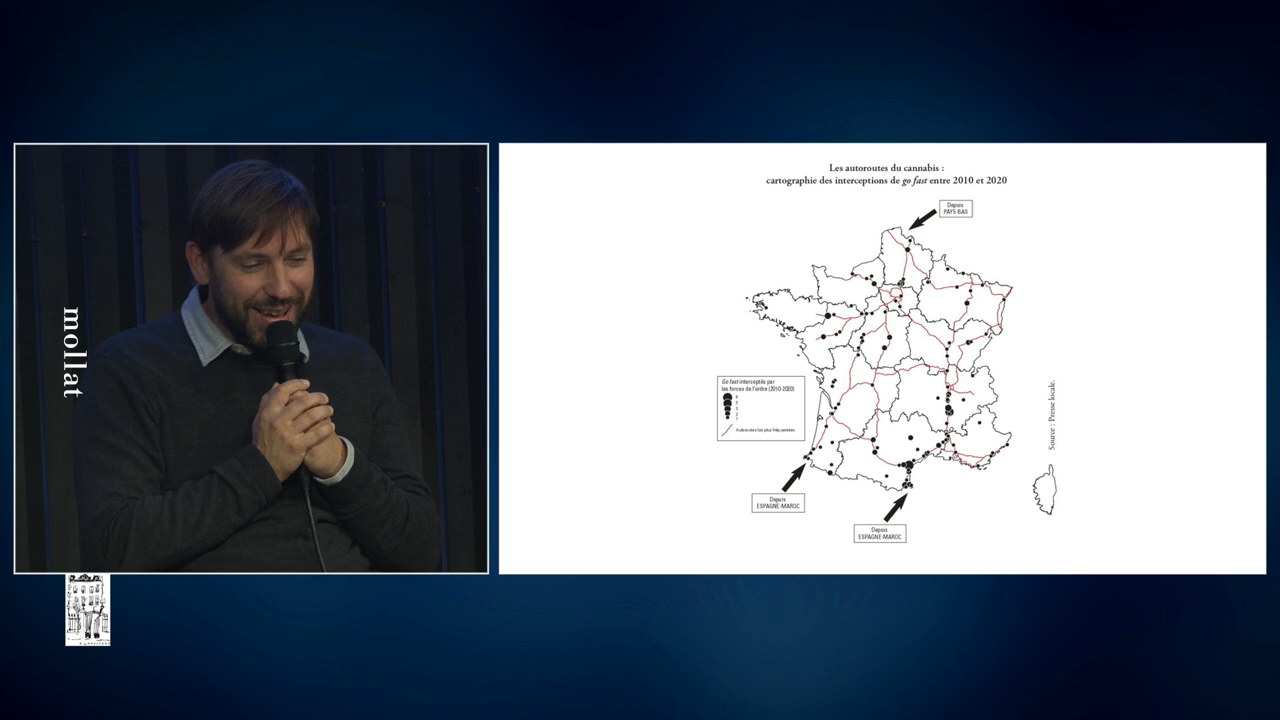 mollat
Les autoroutes du cannabis :
cartographie des interceptions de go fast entre 2010 et 2020
Depuis
PAYS-BAS
Go fast interceptés par
les forces de l'ordre (2010-2020)
Autoroutes les plus fréquentées
Source : Presse locale.
Depuis
ESPAGNE-MAROC
Depuis
ESPAGNE-MAROC